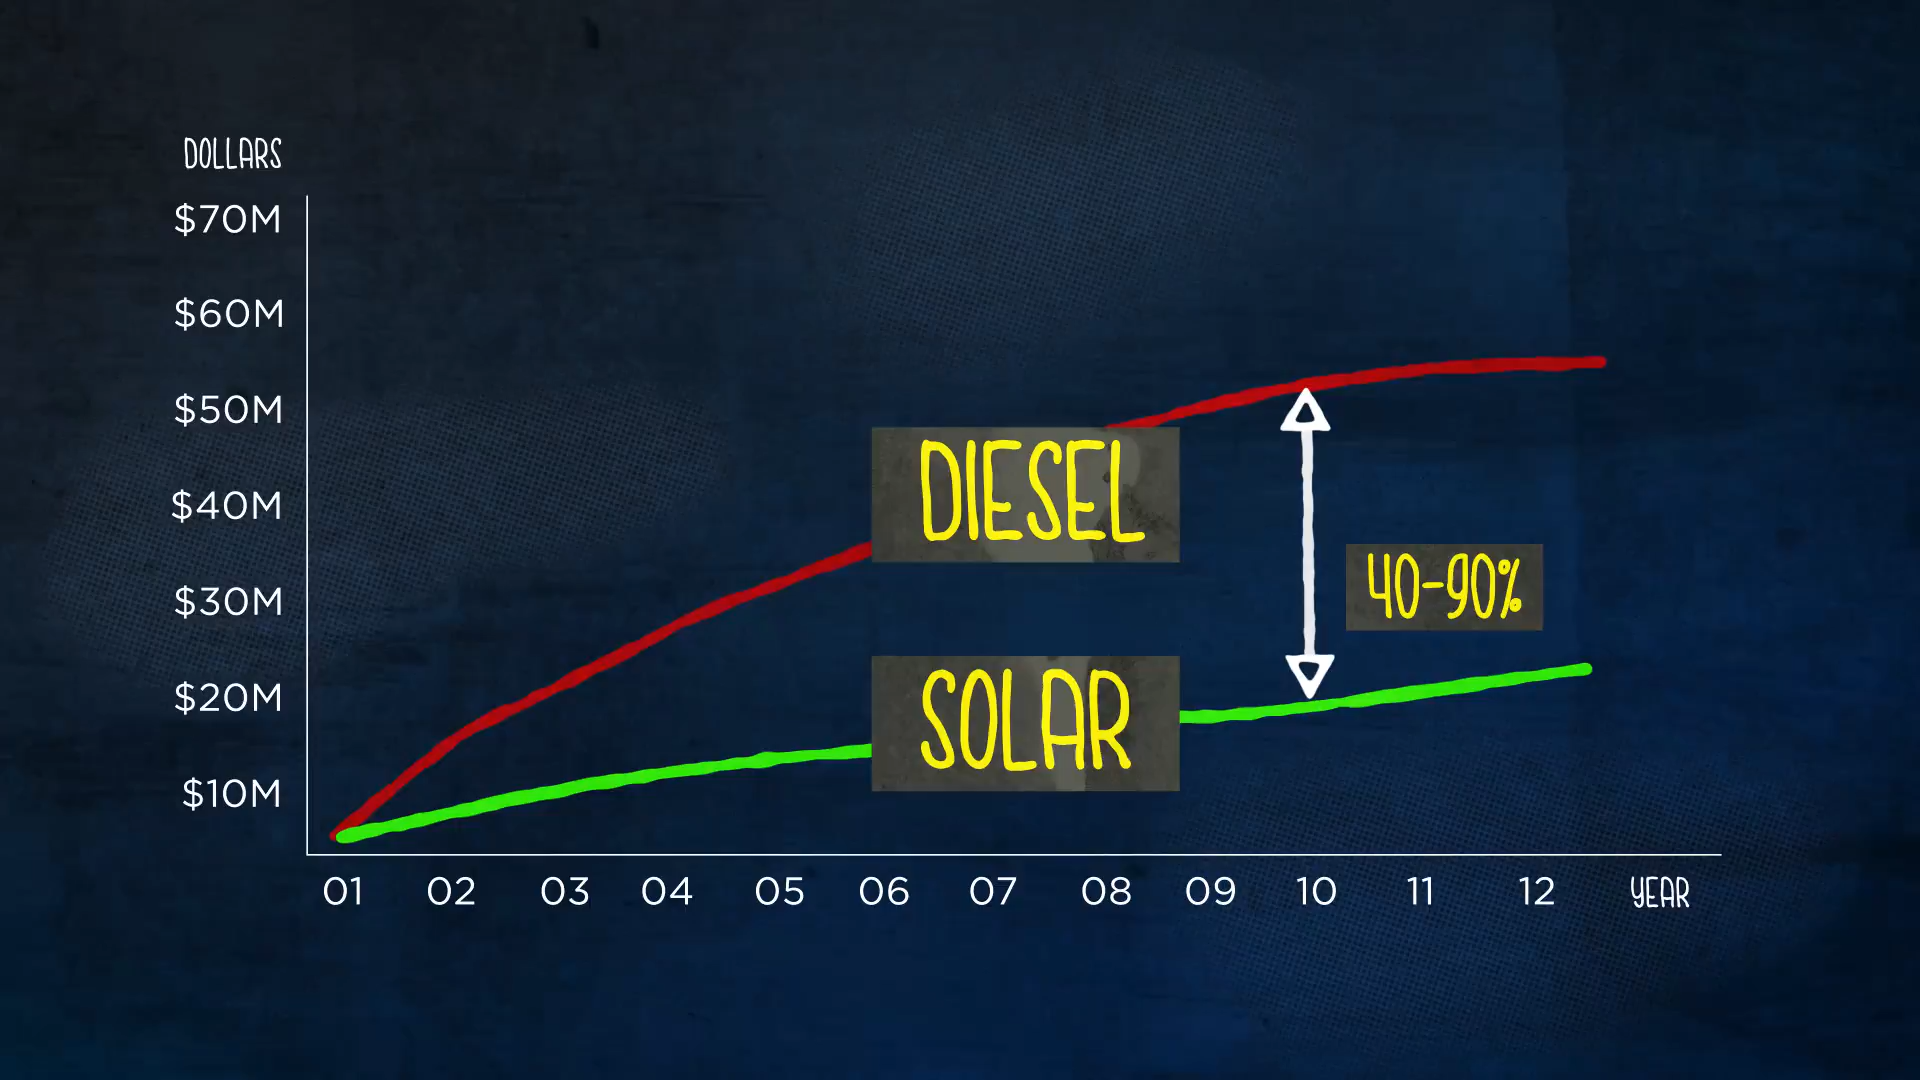 DOLLARS
$70M
$60M
$50M
$40M
$30M
$20M
$10M
DIESEL
40-90%
SOLAR
01 02 03 04 05 06 07 08 09 10 11 12 YEAR